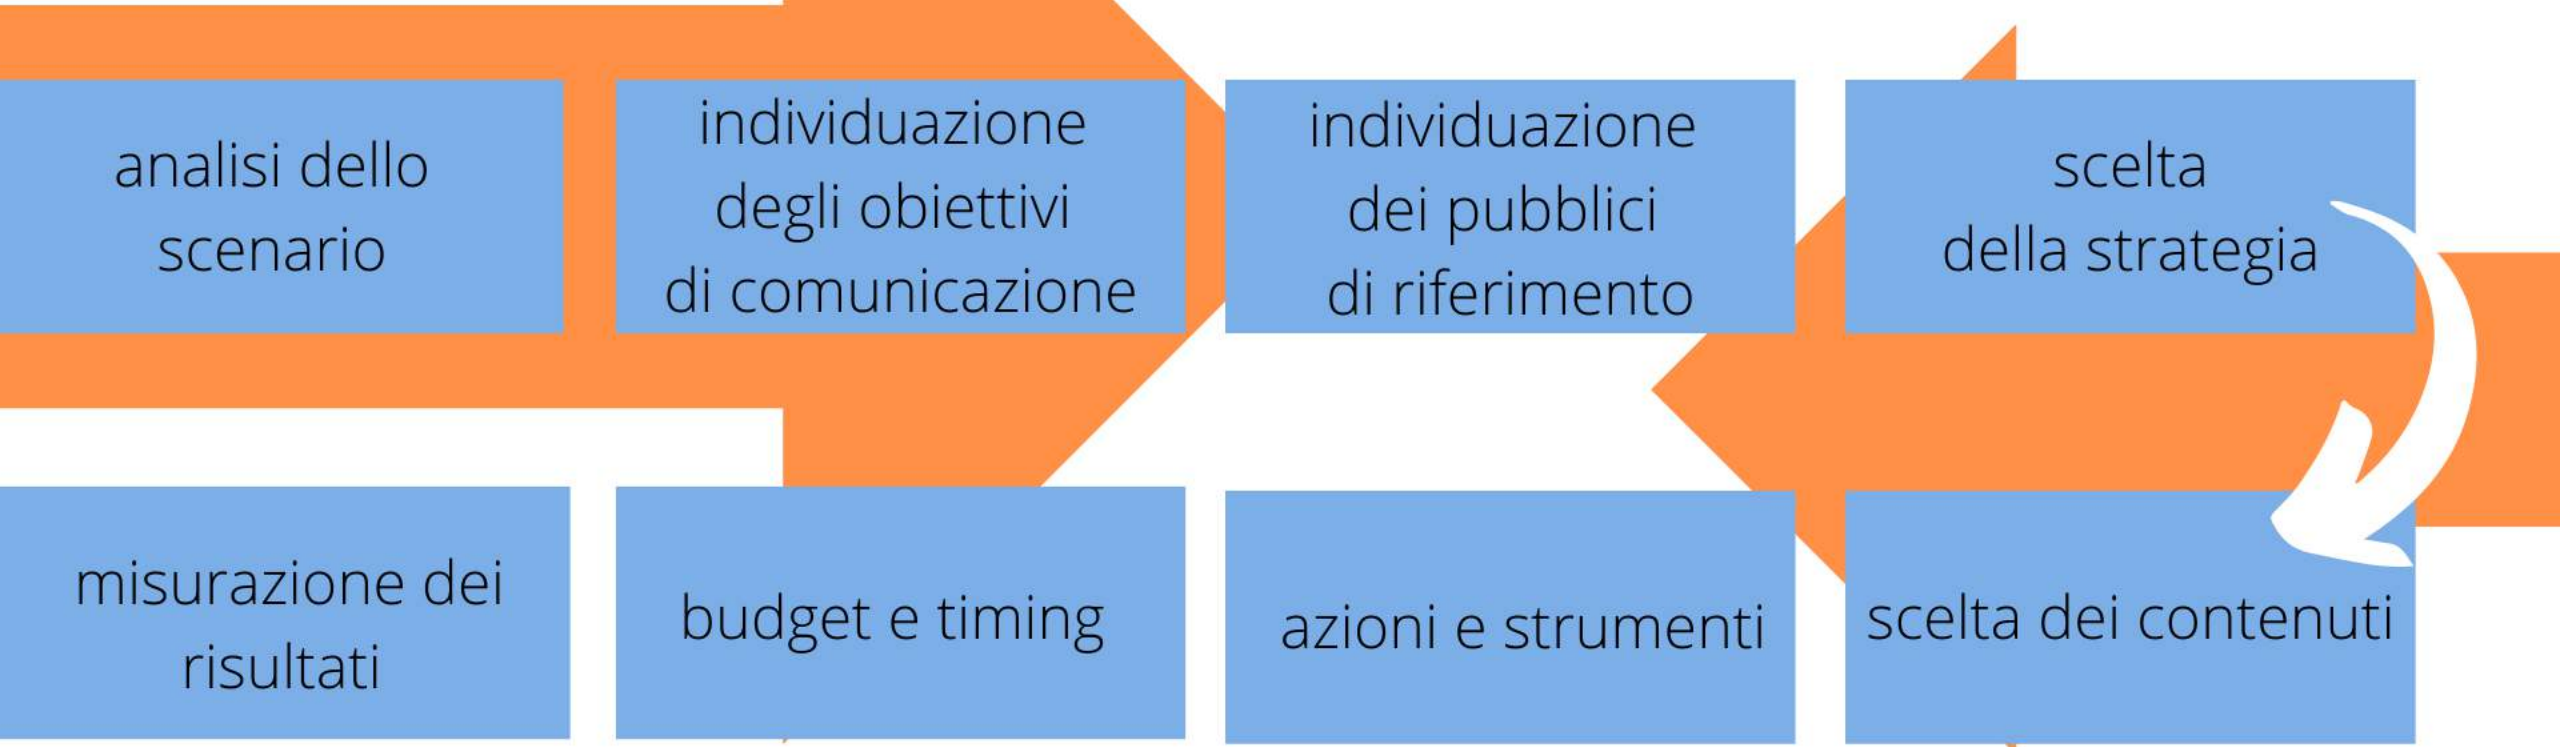 analisi dello
scenario
individuazione
degli obiettivi
di comunicazione
individuazione
dei pubblici
di riferimento
scelta
della strategia
misurazione dei
risultati
budget e timing
azioni e strumenti
scelta dei contenuti